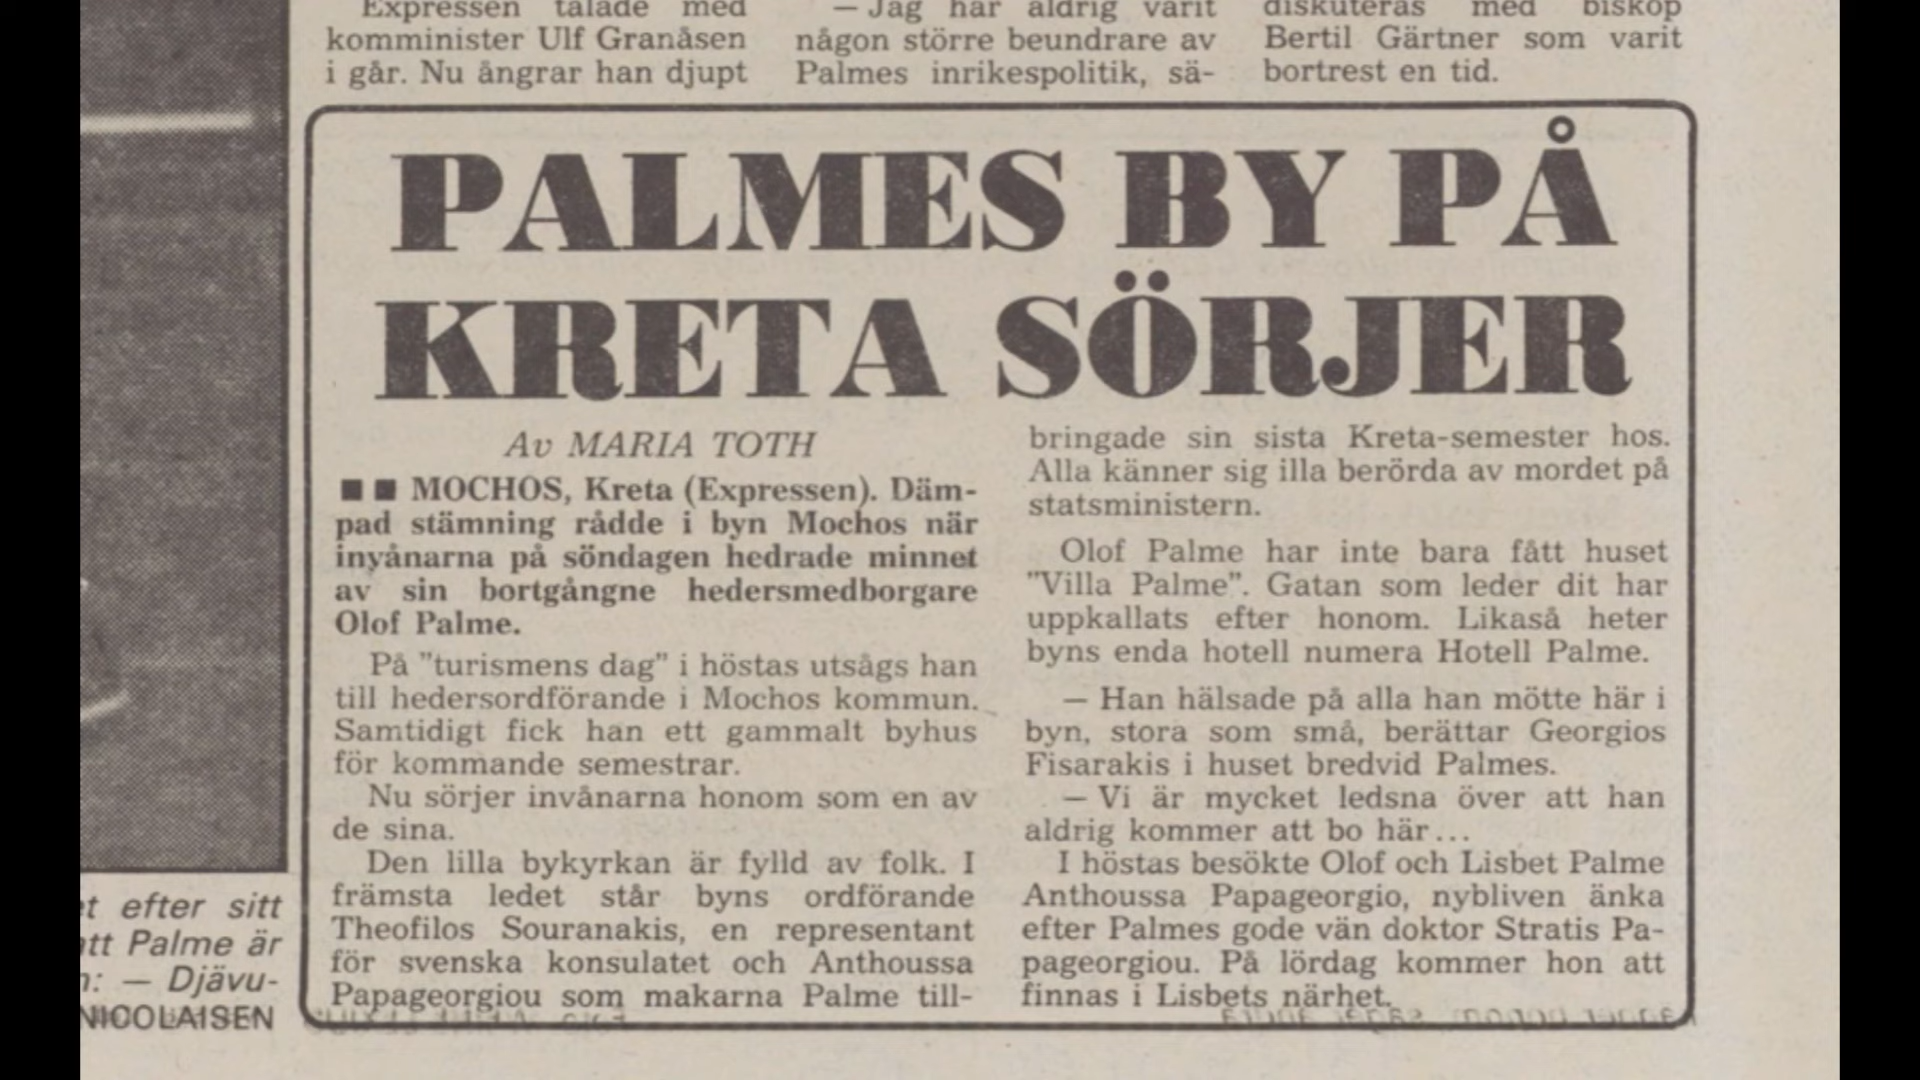 Expressen talade med
komminister Ulf Granåsen
i går. Nu ångrar han djupt
— Jag har aldrig varit
någon större beundrare av
Palmes inrikespolitik, sä-
diskuteras med biskop
Bertil Gärtner som varit
bortrest en tid.
PALMES BY PÅ
KRETA SÖRJER
Av MARIA TOTH
■■ MOCHOS, Kreta (Expressen). Däm-
pad stämning rådde i byn Mochos när
inyånarna på söndagen hedrade minnet
av sin bortgångne hedersmedborgare
Olof Palme.
På "turismens dag" i höstas utsågs han
till hedersordförande i Mochos kommun.
Samtidigt fick han ett gammalt byhus
för kommande semestrar.
Nu sörjer invånarna honom som en av
de sina.
Den lilla bykyrkan är fylld av folk. I
främsta ledet står byns ordförande
Theofilos Souranakis, en representant
för svenska konsulatet och Anthoussa
Papageorgiou som makarna Palme till-
bringade sin sista Kreta-semester hos.
Alla känner sig illa berörda av mordet på
statsministern.
Olof Palme har inte bara fått huset
"Villa Palme". Gatan som leder dit har
uppkallats efter honom. Likaså heter
byns enda hotell numera Hotell Palme.
— Han hälsade på alla han mötte här i
byn, stora som små, berättar Georgios
Fisarakis i huset bredvid Palmes.
— Vi är mycket ledsna över att han
aldrig kommer att bo här...
I höstas besökte Olof och Lisbet Palme
Anthoussa Papageorgio, nybliven änka
efter Palmes gode vän doktor Stratis Pa-
pageorgiou. På lördag kommer hon att
finnas i Lisbets närhet.
t efter sitt
tt Palme är
: — Djävu-
NICOLAISEN